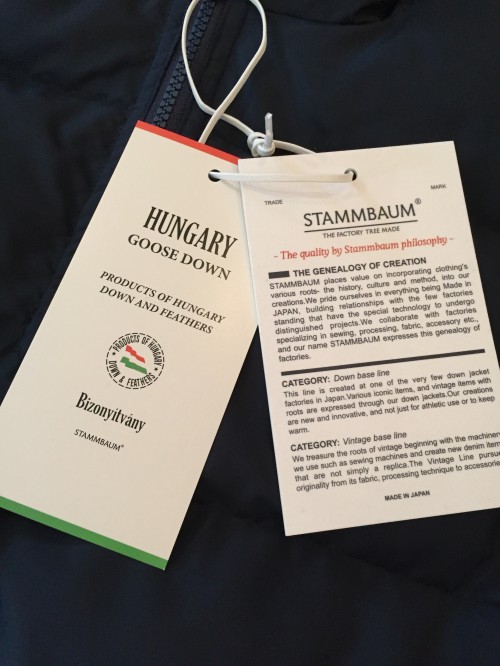 HUNGARY
GOOSE DOWN
PRODUCTS OF HUNGARY
DOWN AND FEATHERS
PRODUCTS OF HUNGARY
DOWN & FEATHERS
Bizonyítvány
STAMMBAUM®
TRADE MARK
STAMMBAUM®
THE FACTORY TREE MADE
- The quality by Stammbaum philosophy -
THE GENEALOGY OF CREATION
STAMMBAUM places value on incorporating clothing's
various roots- the history, culture and method, into our
creations.We pride ourselves in everything being Made in
JAPAN, building relationships with the few factories
standing that have the special technology to undergo
distinguished projects.We collaborate with factories
specializing in sewing, processing, fabric, accessory etc.,
and our name STAMMBAUM expresses this genealogy of
factories.
CATEGORY: Down base line
This line is created at one of the very few down jacket
factories in Japan.Various iconic items, and vintage items with
roots are expressed through our down jackets.Our creations
are new and innovative, and not just for athletic use or to keep
warm.
CATEGORY: Vintage base line
We treasure the roots of vintage beginning with the machinery
we use such as sewing machines and create new denim item
that are not simply a replica.The Vintage Line pursue
originality from its fabric, processing technique to accessorie
MADE IN JAPAN